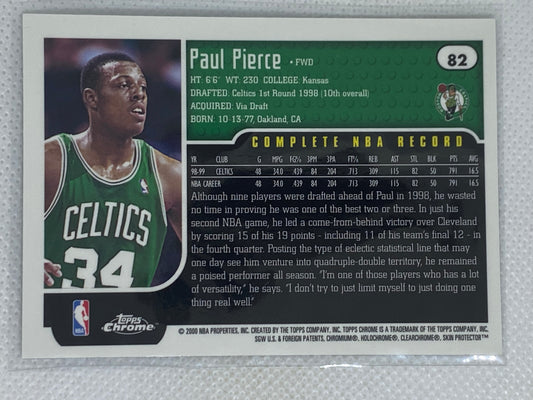 Paul Pierce • FWD
82
HT: 6'6" WT: 230 COLLEGE: Kansas
DRAFTED: Celtics 1st Round 1998 (10th overall)
ACQUIRED: Via Draft
BORN: 10-13-77, Oakland, CA
COMPLETE NBA RECORD
YR CLUB G MIN FG% 3PM 3PA FT% REB AST STL BLK PTS AVG
98-99 CELTICS 48 34.0 .439 84 204 .713 309 115 82 50 791 16.5
NBA CAREER 48 34.0 .439 84 204 .713 309 115 82 50 791 16.5
Although nine players were drafted ahead of Paul in 1998, he wasted
no time in proving he was one of the best two or three. In just his
second NBA game, he led a come-from-behind victory over Cleveland
by scoring 15 of his 19 points - including 11 of his team's final 12 - in
the fourth quarter. Posting the type of eclectic statistical line that may
one day see him venture into quadruple-double territory, he remained
a poised performer all season. "I'm one of those players who has a lot
of versatility," he says. "I don't try to just limit myself to just doing one
thing real well."
CELTICS
34
NBA
Topps
Chrome
© 2000 NBA PROPERTIES, INC. CREATED BY THE TOPPS COMPANY, INC. TOPPS CHROME IS A TRADEMARK OF THE TOPPS COMPANY, INC.
SGW U.S. & FOREIGN PATENTS, CHROMIUM®, HOLOCHROME®, CLEARCHROME®, SKIN PROTECTOR™